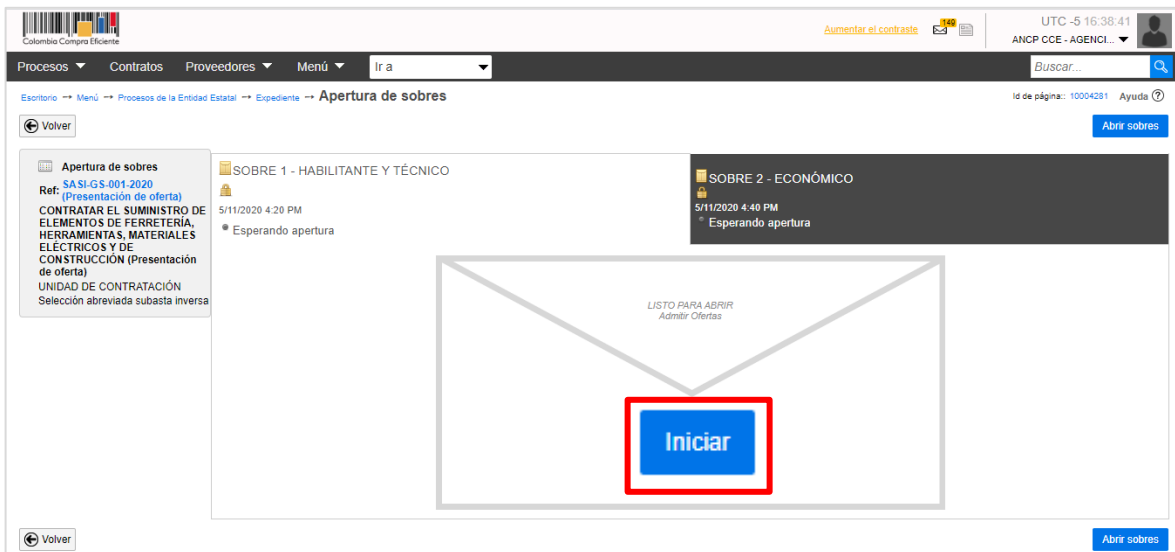 Colombia Compra Eficiente
Aumentar el contraste
149
UTC -5 16:38:41
ANCP CCE - AGENCI...
Procesos Contratos Proveedores Menú Ir a Buscar...
Escritorio → Menú → Procesos de la Entidad Estatal → Expediente → Apertura de sobres
Id de página:: 10004281 Ayuda ?
Volver
Abrir sobres
Apertura de sobres
Ref: SASI-GS-001-2020
(Presentación de oferta)
CONTRATAR EL SUMINISTRO DE
ELEMENTOS DE FERRETERÍA,
HERRAMIENTAS, MATERIALES
ELÉCTRICOS Y DE
CONSTRUCCIÓN (Presentación
de oferta)
UNIDAD DE CONTRATACIÓN
Selección abreviada subasta inversa
SOBRE 1 - HABILITANTE Y TÉCNICO
5/11/2020 4:20 PM
Esperando apertura
SOBRE 2 - ECONÓMICO
5/11/2020 4:40 PM
Esperando apertura
LISTO PARA ABRIR
Admitir Ofertas
Iniciar
Volver
Abrir sobres